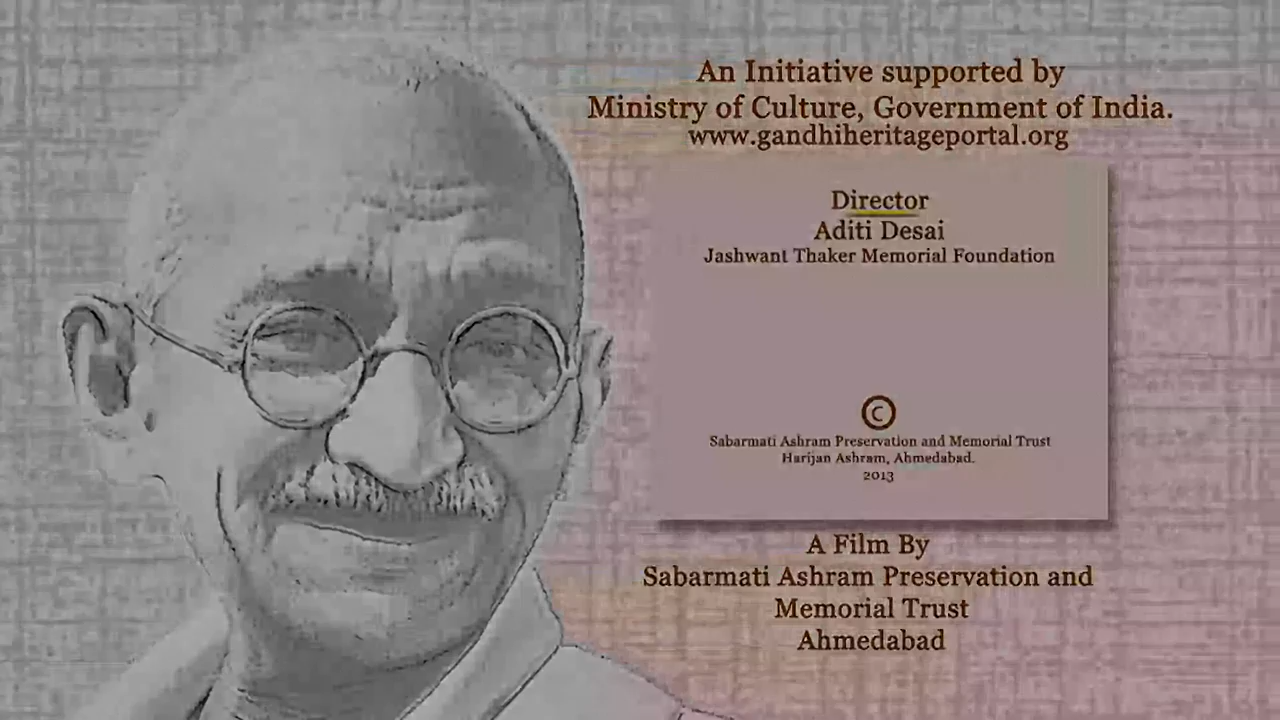 An Initiative supported by
Ministry of Culture, Government of India.
www.gandhiheritageportal.org
Director
Aditi Desai
Jashwant Thaker Memorial Foundation
©
Sabarmati Ashram Preservation and Memorial Trust
Harijan Ashram, Ahmedabad.
2013
A Film By
Sabarmati Ashram Preservation and
Memorial Trust
Ahmedabad